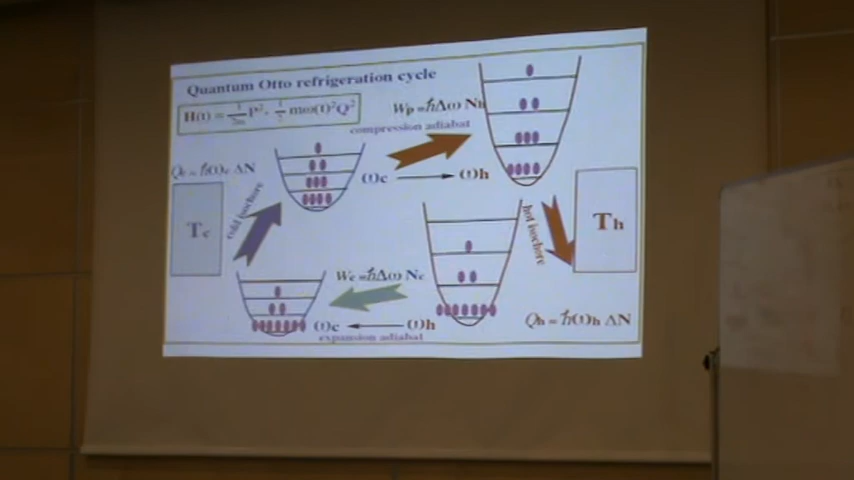 Quantum Otto refrigeration cycle
H(t) = 1/2m P² + 1/2 mω(t)²Q²
Wp=ħΔω Nh
compression adiabat
Qc = ħωc ΔN
ωc → ωh
Tc
cold isochore
hot isochore
Th
We=ħΔω Nc
ωc ← ωh
expansion adiabat
Qh = ħωh ΔN